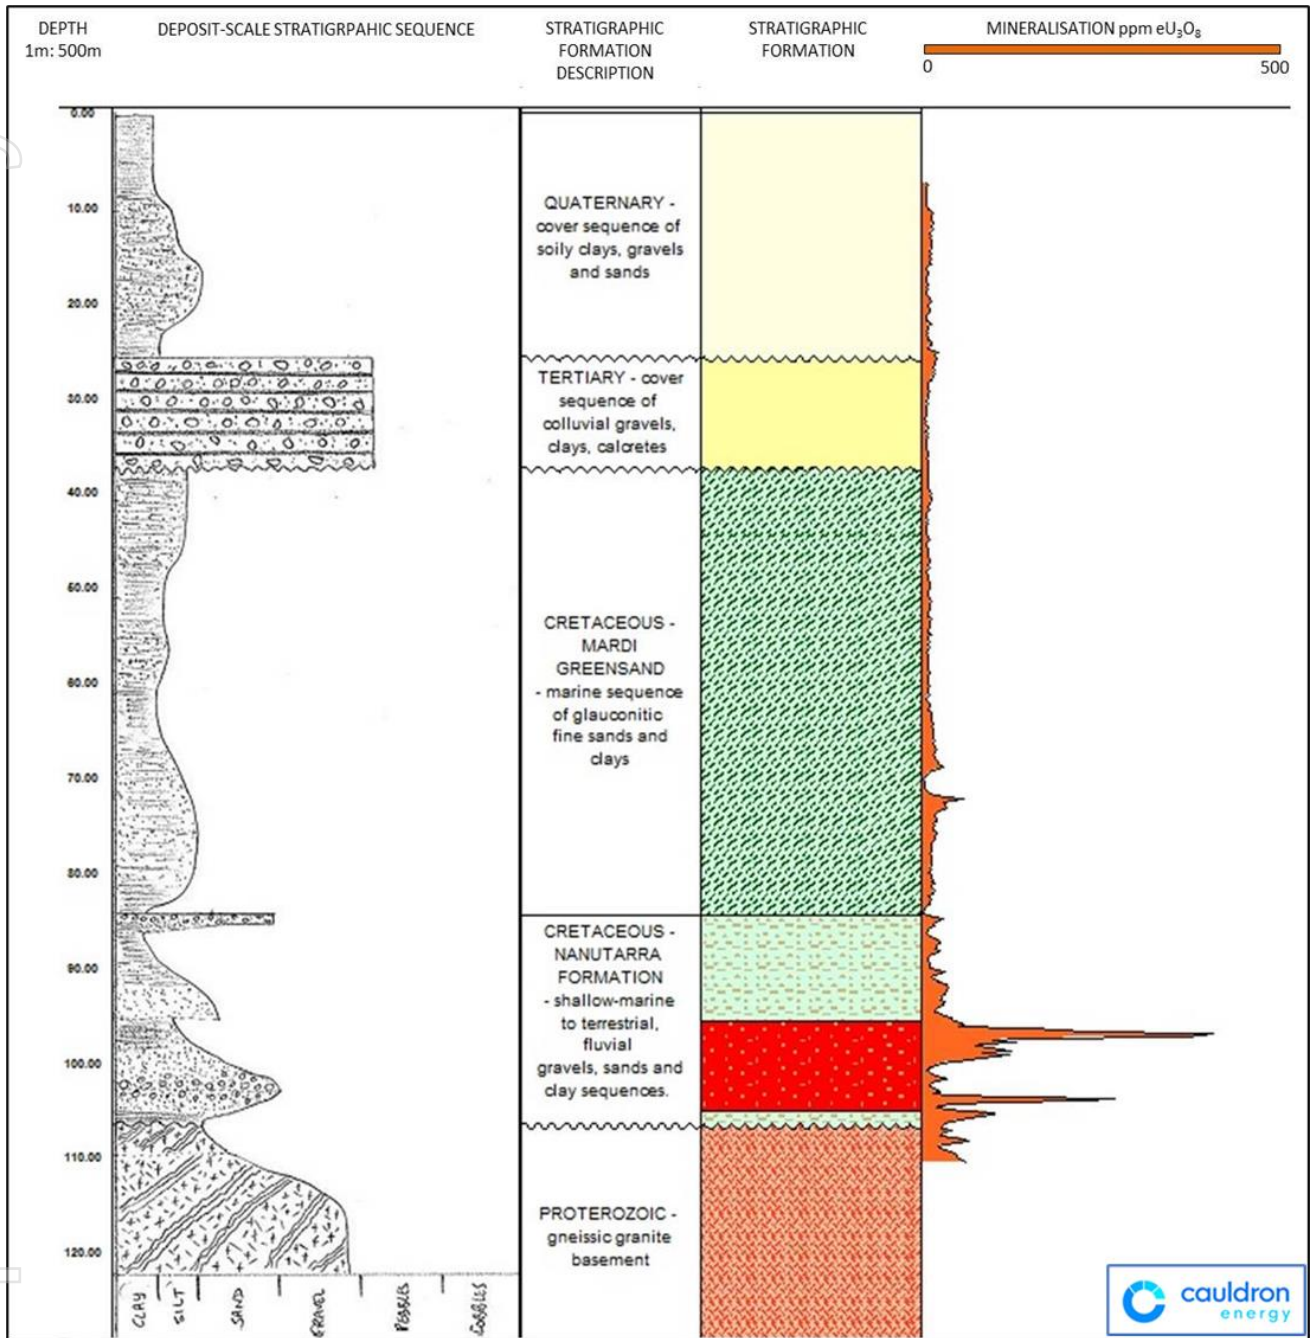 DEPTH
1m: 500m
DEPOSIT-SCALE STRATIGRPAHIC SEQUENCE
STRATIGRAPHIC
FORMATION
DESCRIPTION
STRATIGRAPHIC
FORMATION
MINERALISATION ppm eU₃O₈
0
500
0.00
10.00
20.00
30.00
40.00
50.00
60.00
70.00
80.00
90.00
100.00
110.00
120.00
QUATERNARY -
cover sequence of
soily clays, gravels
and sands
TERTIARY - cover
sequence of
colluvial gravels,
clays, calcretes
CRETACEOUS -
MARDI
GREENSAND
- marine sequence
of glauconitic
fine sands and
clays
CRETACEOUS -
NANUTARRA
FORMATION
- shallow-marine
to terrestrial,
fluvial
gravels, sands and
clay sequences.
PROTEROZOIC -
gneissic granite
basement
CLAY
SILT
SAND
GRAVEL
PEBBLES
COBBLES
cauldron
energy